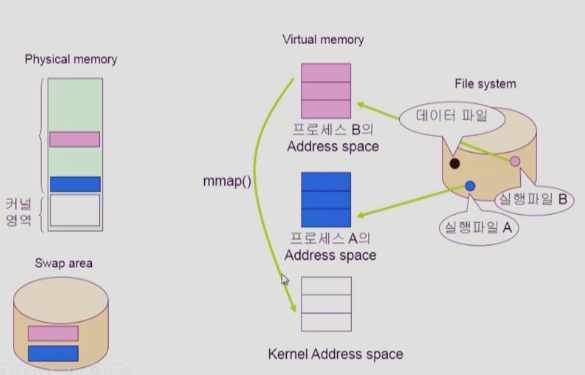 Physical memory
커널
영역
Swap area
Virtual memory
프로세스 B의
Address space
mmap()
프로세스 A의
Address space
Kernel Address space
File system
데이터 파일
실행파일 B
실행파일 A